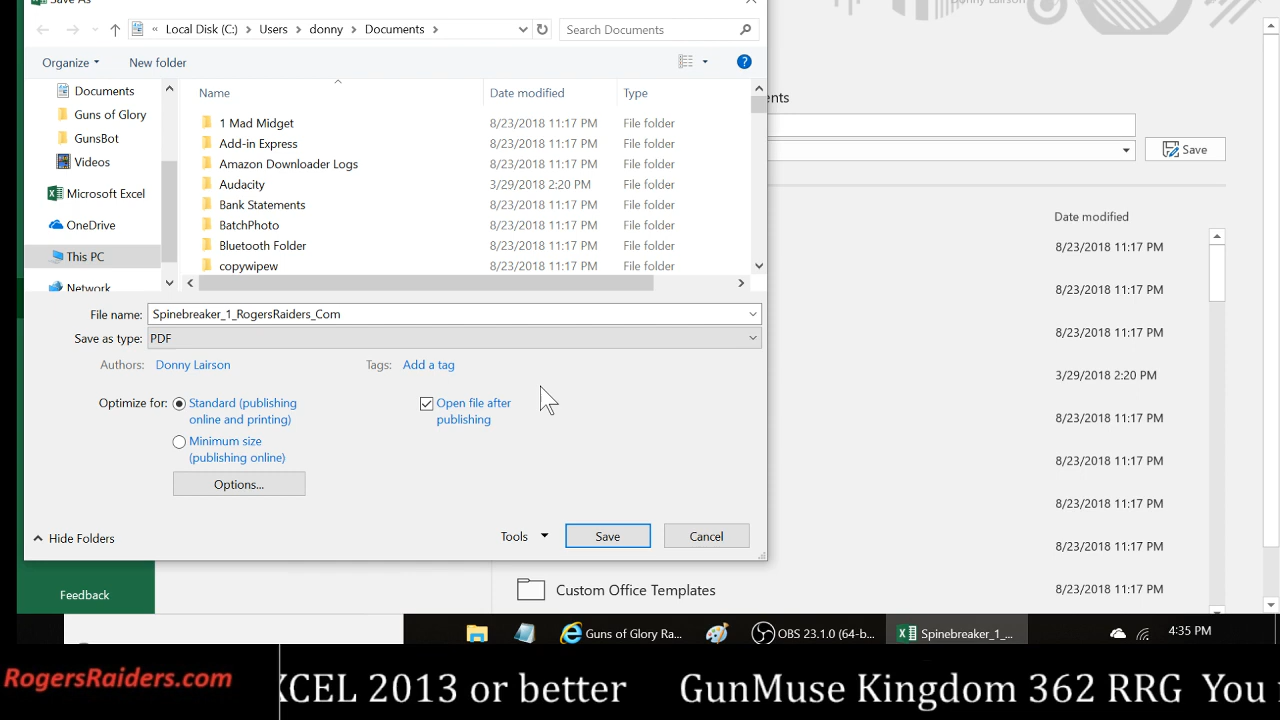 Save As
Donny Lairson
« Local Disk (C:) > Users > donny > Documents >
Search Documents
Organize
New folder
Name
Date modified
Type
Documents
Guns of Glory
GunsBot
Videos
Microsoft Excel
OneDrive
This PC
Network
1 Mad Midget 8/23/2018 11:17 PM File folder
Add-in Express 8/23/2018 11:17 PM File folder
Amazon Downloader Logs 8/23/2018 11:17 PM File folder
Audacity 3/29/2018 2:20 PM File folder
Bank Statements 8/23/2018 11:17 PM File folder
BatchPhoto 8/23/2018 11:17 PM File folder
Bluetooth Folder 8/23/2018 11:17 PM File folder
copywipew 8/23/2018 11:17 PM File folder
File name: Spinebreaker_1_RogersRaiders_Com
Save as type: PDF
Authors: Donny Lairson
Tags: Add a tag
Optimize for:
Standard (publishing
online and printing)
Minimum size
(publishing online)
Open file after
publishing
Options...
Hide Folders
Tools
Save
Cancel
ents
Save
Date modified
8/23/2018 11:17 PM
8/23/2018 11:17 PM
8/23/2018 11:17 PM
3/29/2018 2:20 PM
8/23/2018 11:17 PM
8/23/2018 11:17 PM
8/23/2018 11:17 PM
8/23/2018 11:17 PM
Custom Office Templates 8/23/2018 11:17 PM
Feedback
Guns of Glory Ra...
OBS 23.1.0 (64-b...
Spinebreaker_1_...
4:35 PM
RogersRaiders.com
XCEL 2013 or better GunMuse Kingdom 362 RRG You